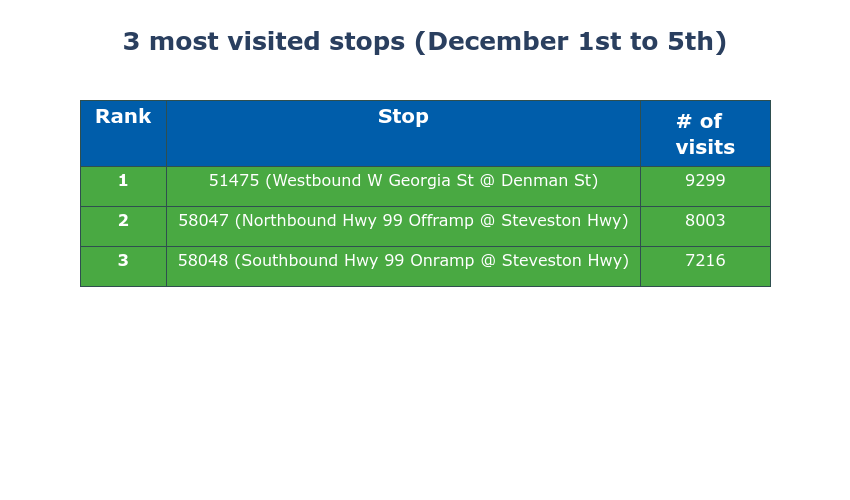 3 most visited stops (December 1st to 5th)
Rank Stop # of
visits
1 51475 (Westbound W Georgia St @ Denman St) 9299
2 58047 (Northbound Hwy 99 Offramp @ Steveston Hwy) 8003
3 58048 (Southbound Hwy 99 Onramp @ Steveston Hwy) 7216